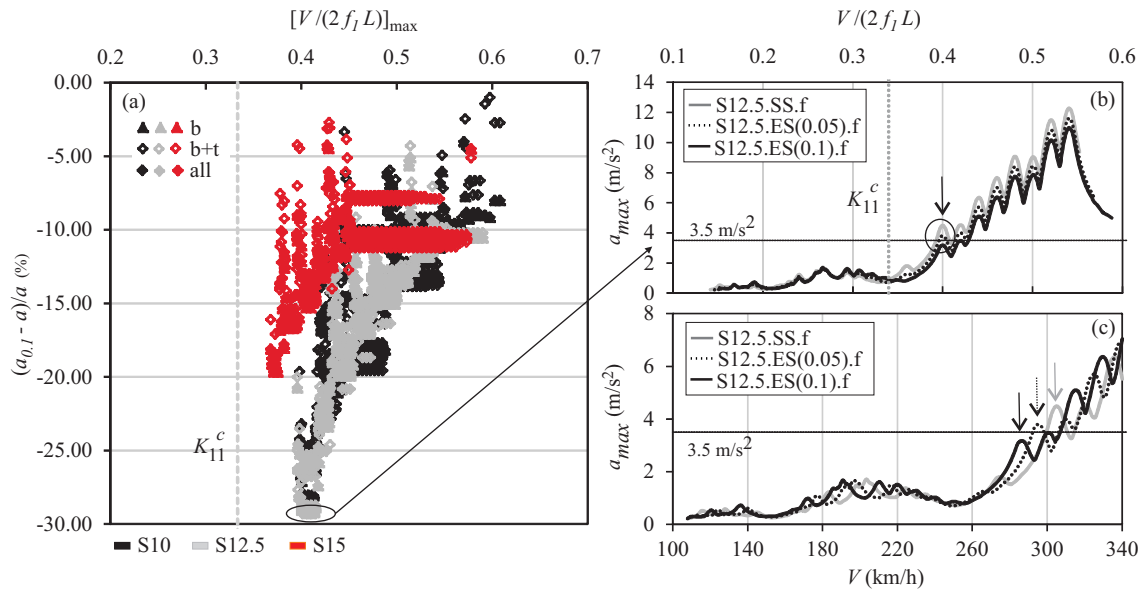 [V/(2 f1 L)]max
0.2 0.3 0.4 0.5 0.6 0.7
0.00
-5.00
-10.00
-15.00
-20.00
-25.00
-30.00
(a0.1 - a)/a (%)
(a)
b
b+t
all
K11c
S10 S12.5 S15
V/(2 f1 L)
0.1 0.2 0.3 0.4 0.5 0.6
14
12
10
8
6
4
2
0
amax (m/s2)
(b)
S12.5.SS.f
S12.5.ES(0.05).f
S12.5.ES(0.1).f
K11c
3.5 m/s2
8
6
4
2
0
amax (m/s2)
(c)
S12.5.SS.f
S12.5.ES(0.05).f
S12.5.ES(0.1).f
3.5 m/s2
100 140 180 220 260 300 340
V (km/h)